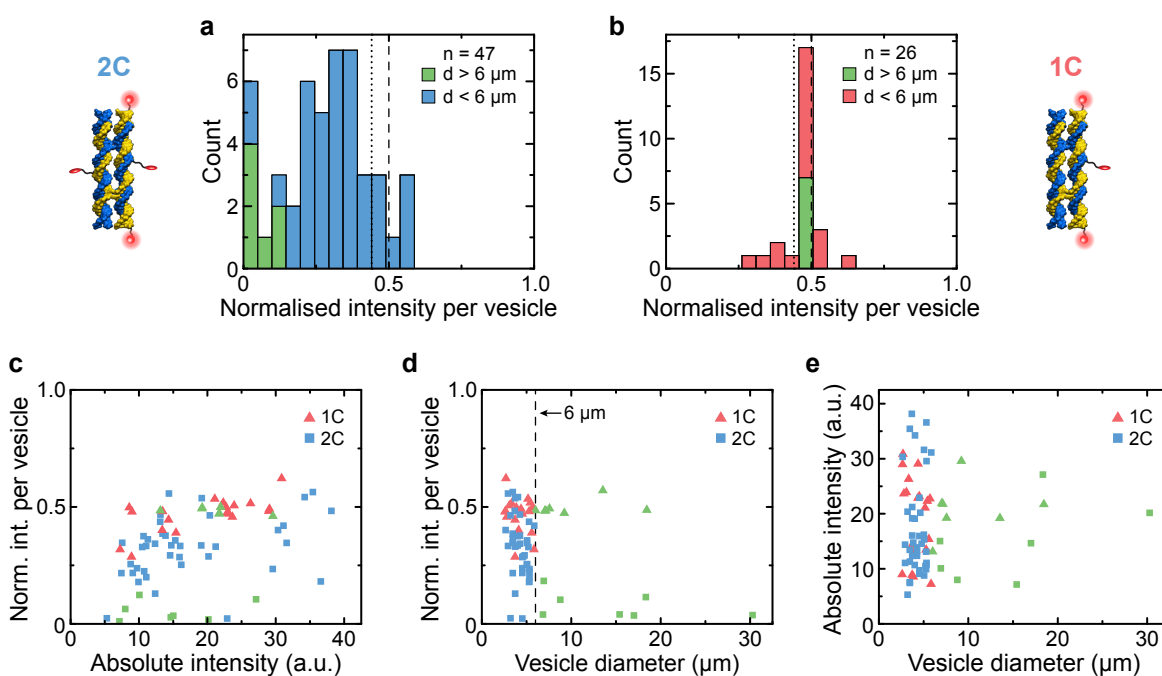 a
b
2C
n = 47
d > 6 µm
d < 6 µm
Count
0
2
4
6
0
0.5
1.0
Normalised intensity per vesicle
n = 26
d > 6 µm
d < 6 µm
Count
0
5
10
15
0
0.5
1.0
Normalised intensity per vesicle
1C
c
d
e
Norm. int. per vesicle
1.0
0.5
0
1C
2C
0
10
20
30
40
Absolute intensity (a.u.)
Norm. int. per vesicle
1.0
0.5
0
6 µm
1C
2C
0
10
20
30
Vesicle diameter (µm)
Absolute intensity (a.u.)
40
30
20
10
0
1C
2C
0
10
20
30
Vesicle diameter (µm)